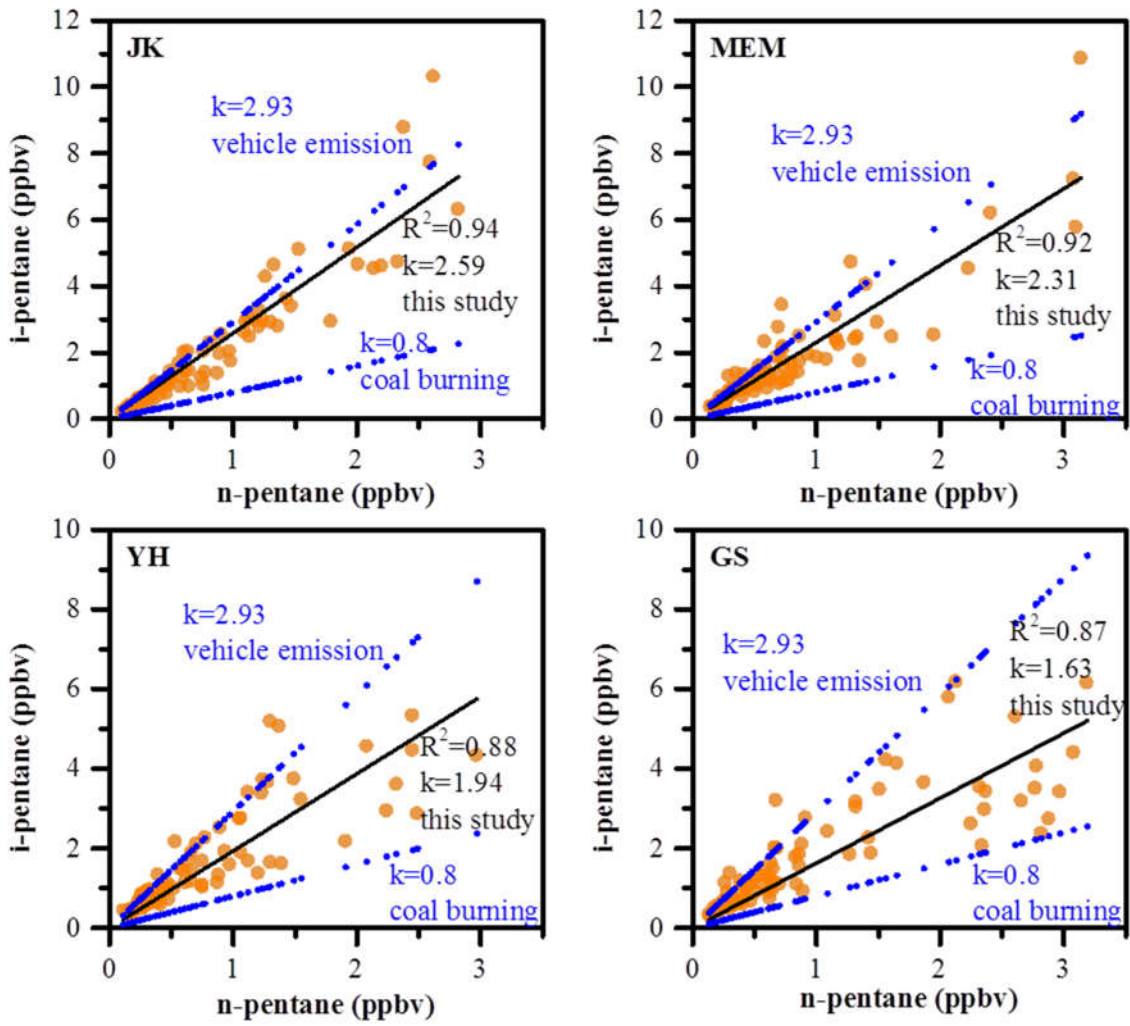 JK
12
10
8
6
4
2
0
i-pentane (ppbv)
k=2.93
vehicle emission
R²=0.94
k=2.59
this study
k=0.8
coal burning
0 1 2 3
n-pentane (ppbv)
MEM
12
10
8
6
4
2
0
i-pentane (ppbv)
k=2.93
vehicle emission
R²=0.92
k=2.31
this study
k=0.8
coal burning
0 1 2 3
n-pentane (ppbv)
YH
10
8
6
4
2
0
i-pentane (ppbv)
k=2.93
vehicle emission
R²=0.88
k=1.94
this study
k=0.8
coal burning
0 1 2 3
n-pentane (ppbv)
GS
10
8
6
4
2
0
i-pentane (ppbv)
k=2.93
vehicle emission
R²=0.87
k=1.63
this study
k=0.8
coal burning
0 1 2 3
n-pentane (ppbv)